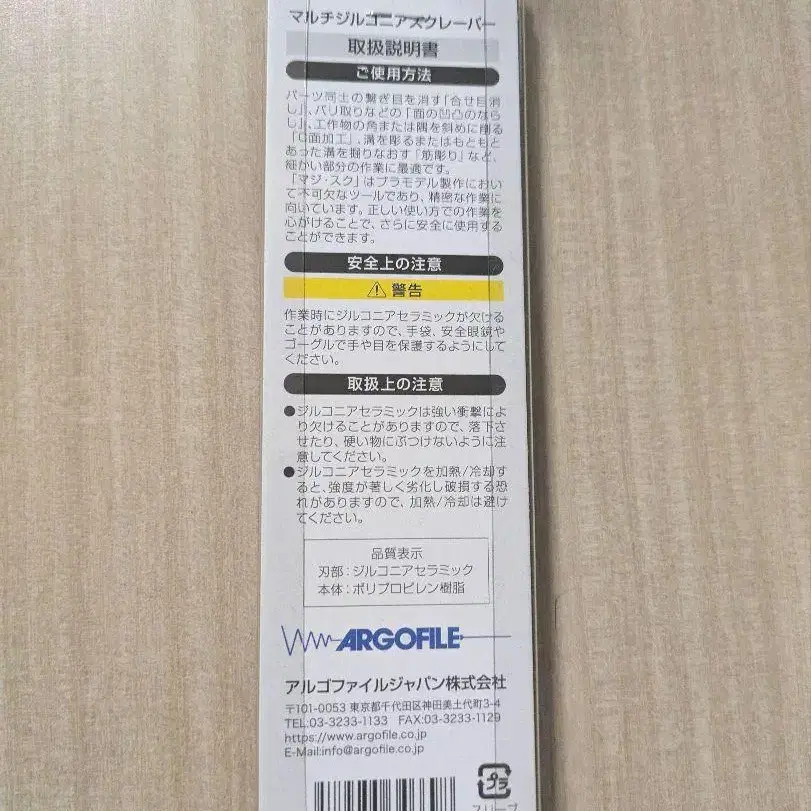 マルチジルコニアスクレーパー
取扱説明書
ご使用方法
パーツ同士の繋ぎ目を消す「合せ目消
し」、バリ取りなどの「面の凹凸のなら
し」、工作物の角または隅を斜めに削る
「C面加工」、溝を彫るまたはもともと
あった溝を掘りなおす「筋彫り」など、
細かい部分の作業に最適です。
「マジ・スク」はプラモデル製作におい
て不可欠なツールであり、精密な作業に
向いています。正しい使い方での作業を
心がけることで、さらに安全に使用する
ことができます。
安全上の注意
⚠ 警告
作業時にジルコニアセラミックが欠ける
ことがありますので、手袋、安全眼鏡や
ゴーグルで手や目を保護するようにして
ください。
取扱上の注意
●ジルコニアセラミックは強い衝撃によ
り欠けることがありますので、落下さ
せたり、硬い物にぶつけないように注
意してください。
●ジルコニアセラミックを加熱/冷却す
ると、強度が著しく劣化し破損する恐
れがありますので、加熱/冷却は避け
てください。
品質表示
刃部:ジルコニアセラミック
本体:ポリプロピレン樹脂
ARGOFILE
アルゴファイルジャパン株式会社
〒101-0053 東京都千代田区神田美土代町3-4
TEL:03-3233-1133 FAX:03-3233-1129
https://www.argofile.co.jp
E-Mail:info@argofile.co.jp
プラ
スリーブ